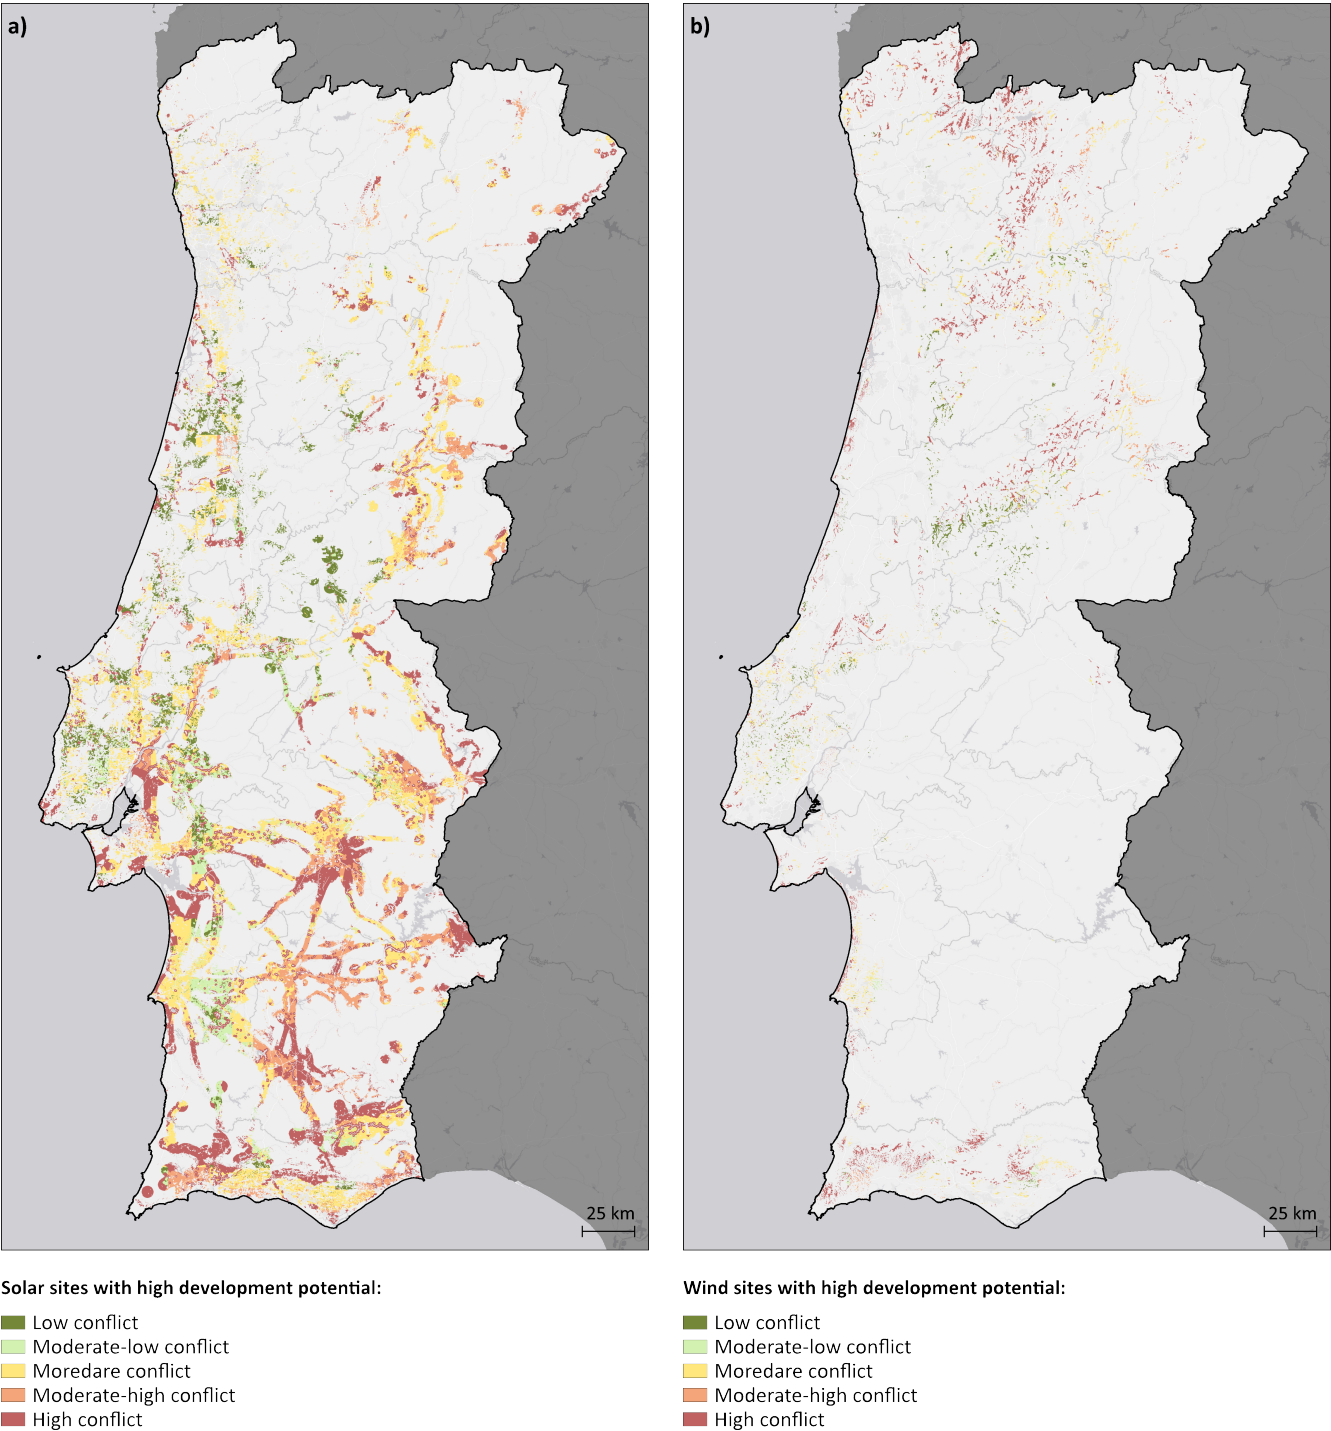 a)
25 km
b)
25 km
Solar sites with high development potential:
Low conflict
Moderate-low conflict
Moredare conflict
Moderate-high conflict
High conflict
Wind sites with high development potential:
Low conflict
Moderate-low conflict
Moredare conflict
Moderate-high conflict
High conflict